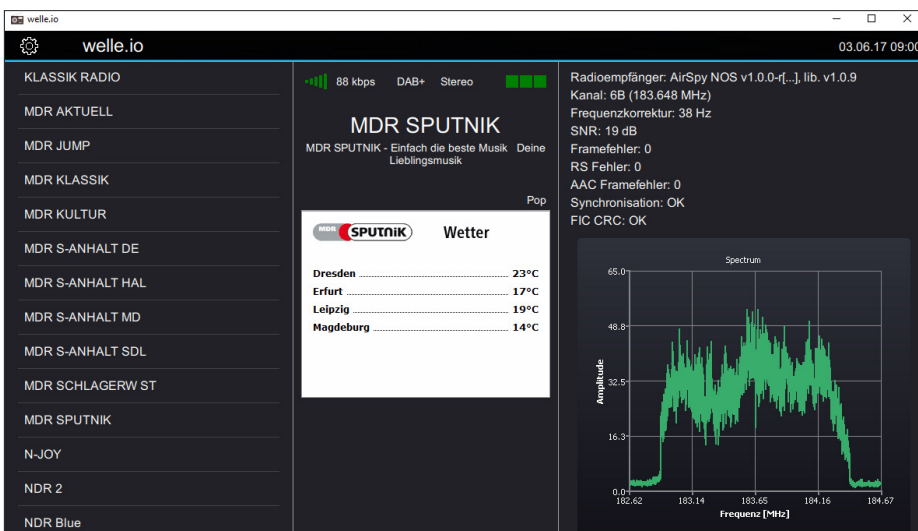 welle.io
welle.io
03.06.17 09:00
KLASSIK RADIO
MDR AKTUELL
MDR JUMP
MDR KLASSIK
MDR KULTUR
MDR S-ANHALT DE
MDR S-ANHALT HAL
MDR S-ANHALT MD
MDR S-ANHALT SDL
MDR SCHLAGERW ST
MDR SPUTNIK
N-JOY
NDR 2
NDR Blue
88 kbps DAB+ Stereo
MDR SPUTNIK
MDR SPUTNIK - Einfach die beste Musik Deine
Lieblingsmusik
Pop
MDR SPUTNiK Wetter
Dresden 23°C
Erfurt 17°C
Leipzig 19°C
Magdeburg 14°C
Radioempfänger: AirSpy NOS v1.0.0-r[...], lib. v1.0.9
Kanal: 6B (183.648 MHz)
Frequenzkorrektur: 38 Hz
SNR: 19 dB
Framefehler: 0
RS Fehler: 0
AAC Framefehler: 0
Synchronisation: OK
FIC CRC: OK
Spectrum
65.0
48.8
32.5
16.3
0.0
Amplitude
182.62 183.14 183.65 184.16 184.67
Frequenz [MHz]